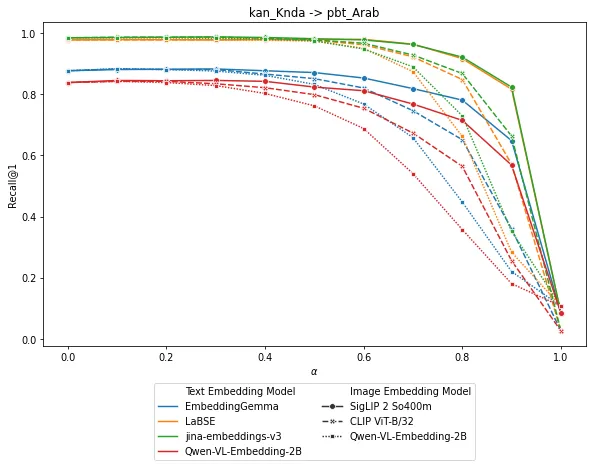 kan_Knda -> pbt_Arab
Recall@1
1.0
0.8
0.6
0.4
0.2
0.0
0.0 0.2 0.4 0.6 0.8 1.0
α
Text Embedding Model Image Embedding Model
EmbeddingGemma SigLIP 2 So400m
LaBSE CLIP ViT-B/32
jina-embeddings-v3 Qwen-VL-Embedding-2B
Qwen-VL-Embedding-2B